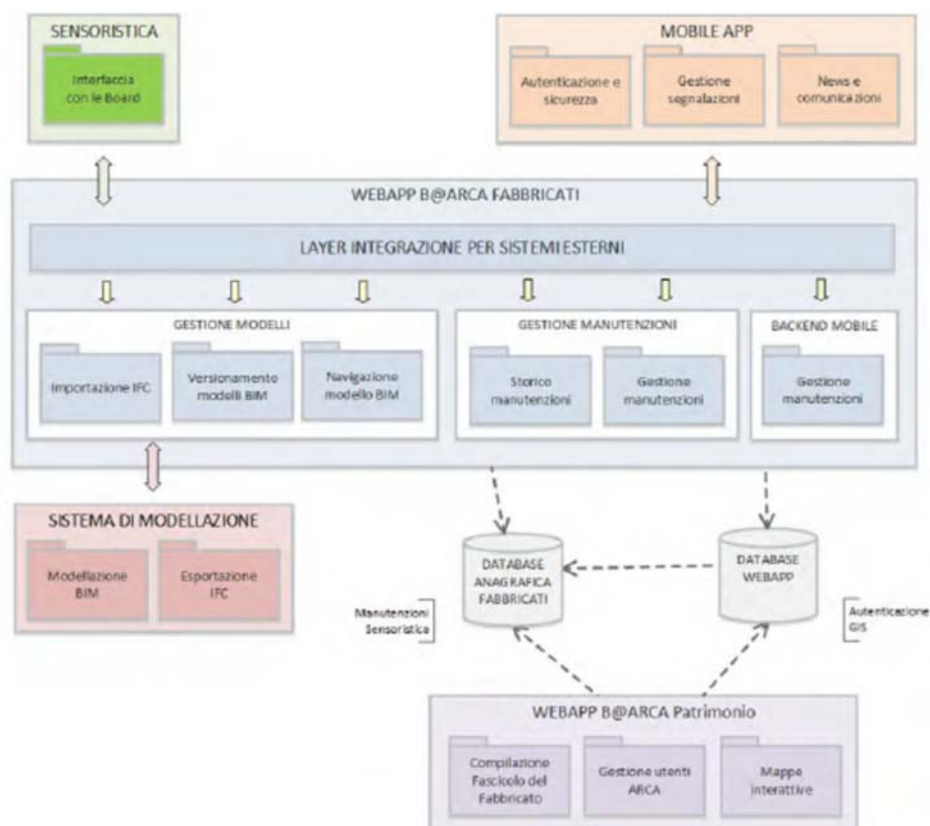 SENSORISTICA
Interfaccia
con le Board
MOBILE APP
Autenticazione e
sicurezza
Gestione
segnalazioni
News e
comunicazioni
WEBAPP B@ARCA FABBRICATI
LAYER INTEGRAZIONE PER SISTEMI ESTERNI
GESTIONE MODELLI
Importazione IFC
Versionamento
modelli BIM
Navigazione
modello BIM
GESTIONE MANUTENZIONI
Storico
manutenzioni
Gestione
manutenzioni
BACKEND MOBILE
Gestione
manutenzioni
SISTEMA DI MODELLAZIONE
Modellazione
BIM
Esportazione
IFC
DATABASE
ANAGRAFICA
FABBRICATI
Manutenzioni
Sensoristica
DATABASE
WEBAPP
Autenticazione
GIS
WEBAPP B@ARCA Patrimonio
Compilazione
Fascicolo del
Fabbricato
Gestione utenti
ARCA
Mappe
interattive